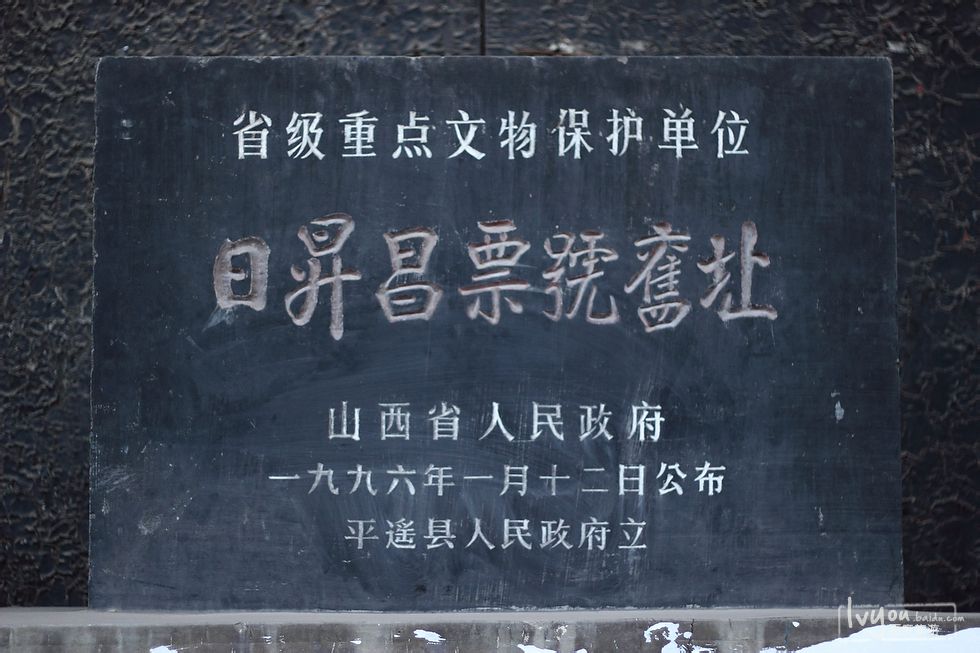 省级重点文物保护单位
日昇昌票號舊址
山西省人民政府
一九九六年一月十二日公布
平遥县人民政府立
lvyou.baidu.com